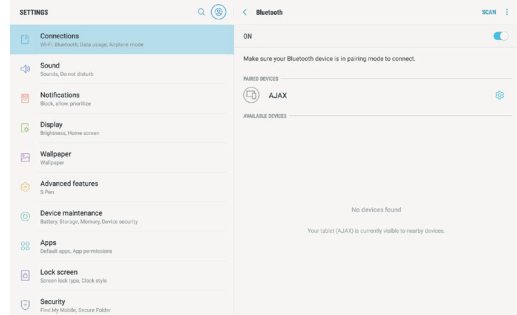 SETTINGS
Connections
Wi-Fi, Bluetooth, Data usage, Airplane mode
Sound
Sounds, Do not disturb
Notifications
Block, allow, prioritize
Display
Brightness, Home screen
Wallpaper
Wallpaper
Advanced features
S Pen
Device maintenance
Battery, Storage, Memory, Device security
Apps
Default apps, App permissions
Lock screen
Screen lock type, Clock style
Security
Find My Mobile, Secure Folder
Bluetooth
SCAN
ON
Make sure your Bluetooth device is in pairing mode to connect.
PAIRED DEVICES
AJAX
AVAILABLE DEVICES
No devices found
Your tablet (AJAX) is currently visible to nearby devices.